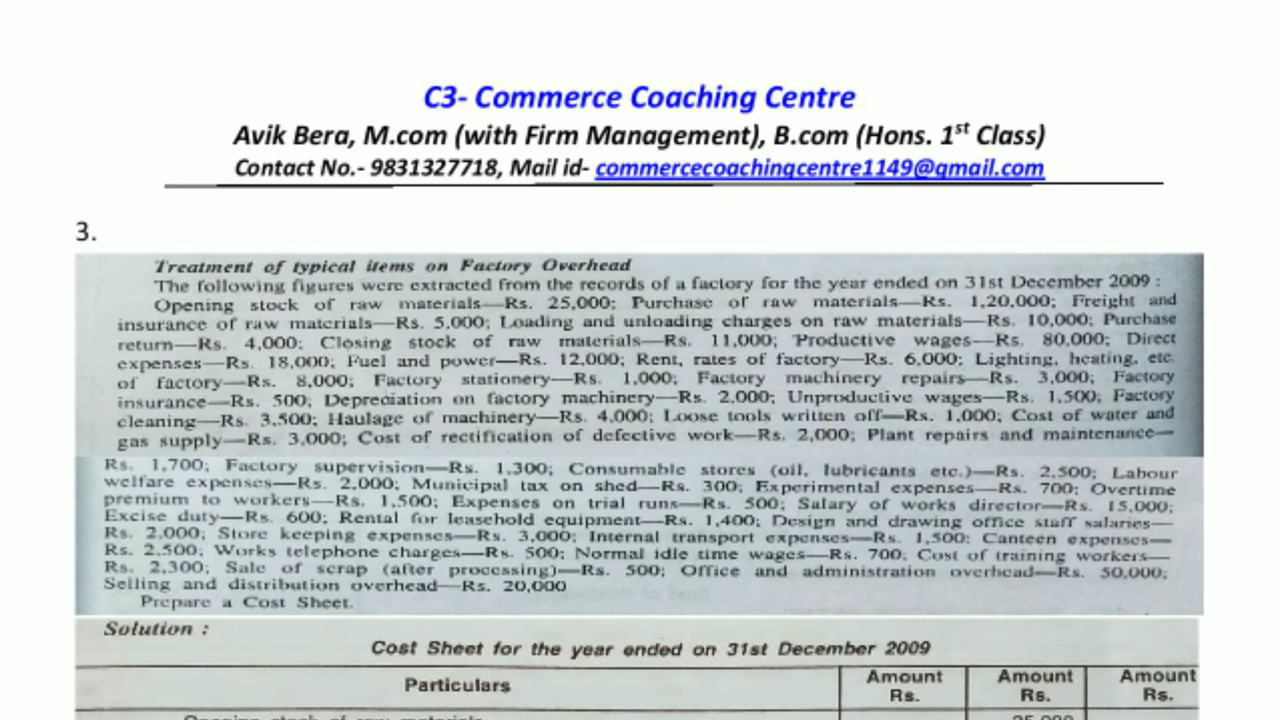 C3- Commerce Coaching Centre
Avik Bera, M.com (with Firm Management), B.com (Hons. 1st Class)
Contact No.- 9831327718, Mail id- commercecoachingcentre1149@gmail.com
3.
Treatment of typical items on Factory Overhead
The following figures were extracted from the records of a factory for the year ended on 31st December 2009 :
Opening stock of raw materials—Rs. 25,000; Purchase of raw materials—Rs. 1,20,000; Freight and
insurance of raw materials—Rs. 5,000; Loading and unloading charges on raw materials—Rs. 10,000; Purchase
return—Rs. 4,000; Closing stock of raw materials—Rs. 11,000; Productive wages—Rs. 80,000; Direct
expenses—Rs. 18,000; Fuel and power—Rs. 12,000; Rent, rates of factory—Rs. 6,000; Lighting, heating, etc.
of factory—Rs. 8,000; Factory stationery—Rs. 1,000; Factory machinery repairs—Rs. 3,000; Factory
insurance—Rs. 500; Depreciation on factory machinery—Rs. 2,000; Unproductive wages—Rs. 1,500; Factory
cleaning—Rs. 3,500; Haulage of machinery—Rs. 4,000; Loose tools written off—Rs. 1,000; Cost of water and
gas supply—Rs. 3,000; Cost of rectification of defective work—Rs. 2,000; Plant repairs and maintenance—
Rs. 1,700; Factory supervision—Rs. 1,300; Consumable stores (oil, lubricants etc.)—Rs. 2,500; Labour
welfare expenses—Rs. 2,000; Municipal tax on shed—Rs. 300; Experimental expenses—Rs. 700; Overtime
premium to workers—Rs. 1,500; Expenses on trial runs—Rs. 500; Salary of works director—Rs. 15,000;
Excise duty—Rs. 600; Rental for leasehold equipment—Rs. 1,400; Design and drawing office staff salaries—
Rs. 2,000; Store keeping expenses—Rs. 3,000; Internal transport expenses—Rs. 1,500; Canteen expenses—
Rs. 2,500; Works telephone charges—Rs. 500; Normal idle time wages—Rs. 700; Cost of training workers—
Rs. 2,300; Sale of scrap (after processing)—Rs. 500; Office and administration overhead—Rs. 50,000;
Selling and distribution overhead—Rs. 20,000
Prepare a Cost Sheet.
Solution :
Cost Sheet for the year ended on 31st December 2009
Particulars Amount Rs. Amount Rs. Amount Rs.
Opening stock of raw materials 25,000